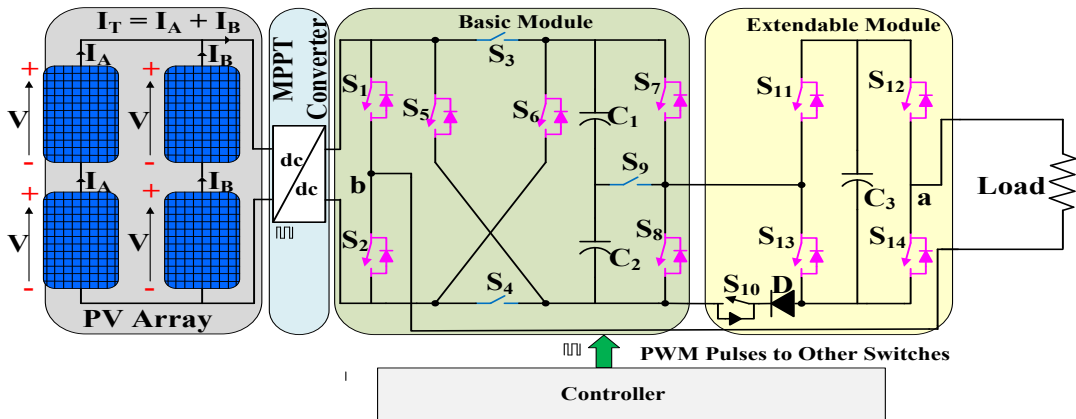 I_T = I_A + I_B
I_A
I_B
+
V
-
+
V
-
I_A
I_B
+
V
-
+
V
-
PV Array
MPPT
Converter
dc
dc
Basic Module
S_1
S_2
b
S_3
S_5
S_6
S_4
C_1
C_2
S_7
S_9
S_8
Extendable Module
S_11
S_12
C_3
S_13
S_14
a
S_10
D
Load
PWM Pulses to Other Switches
Controller